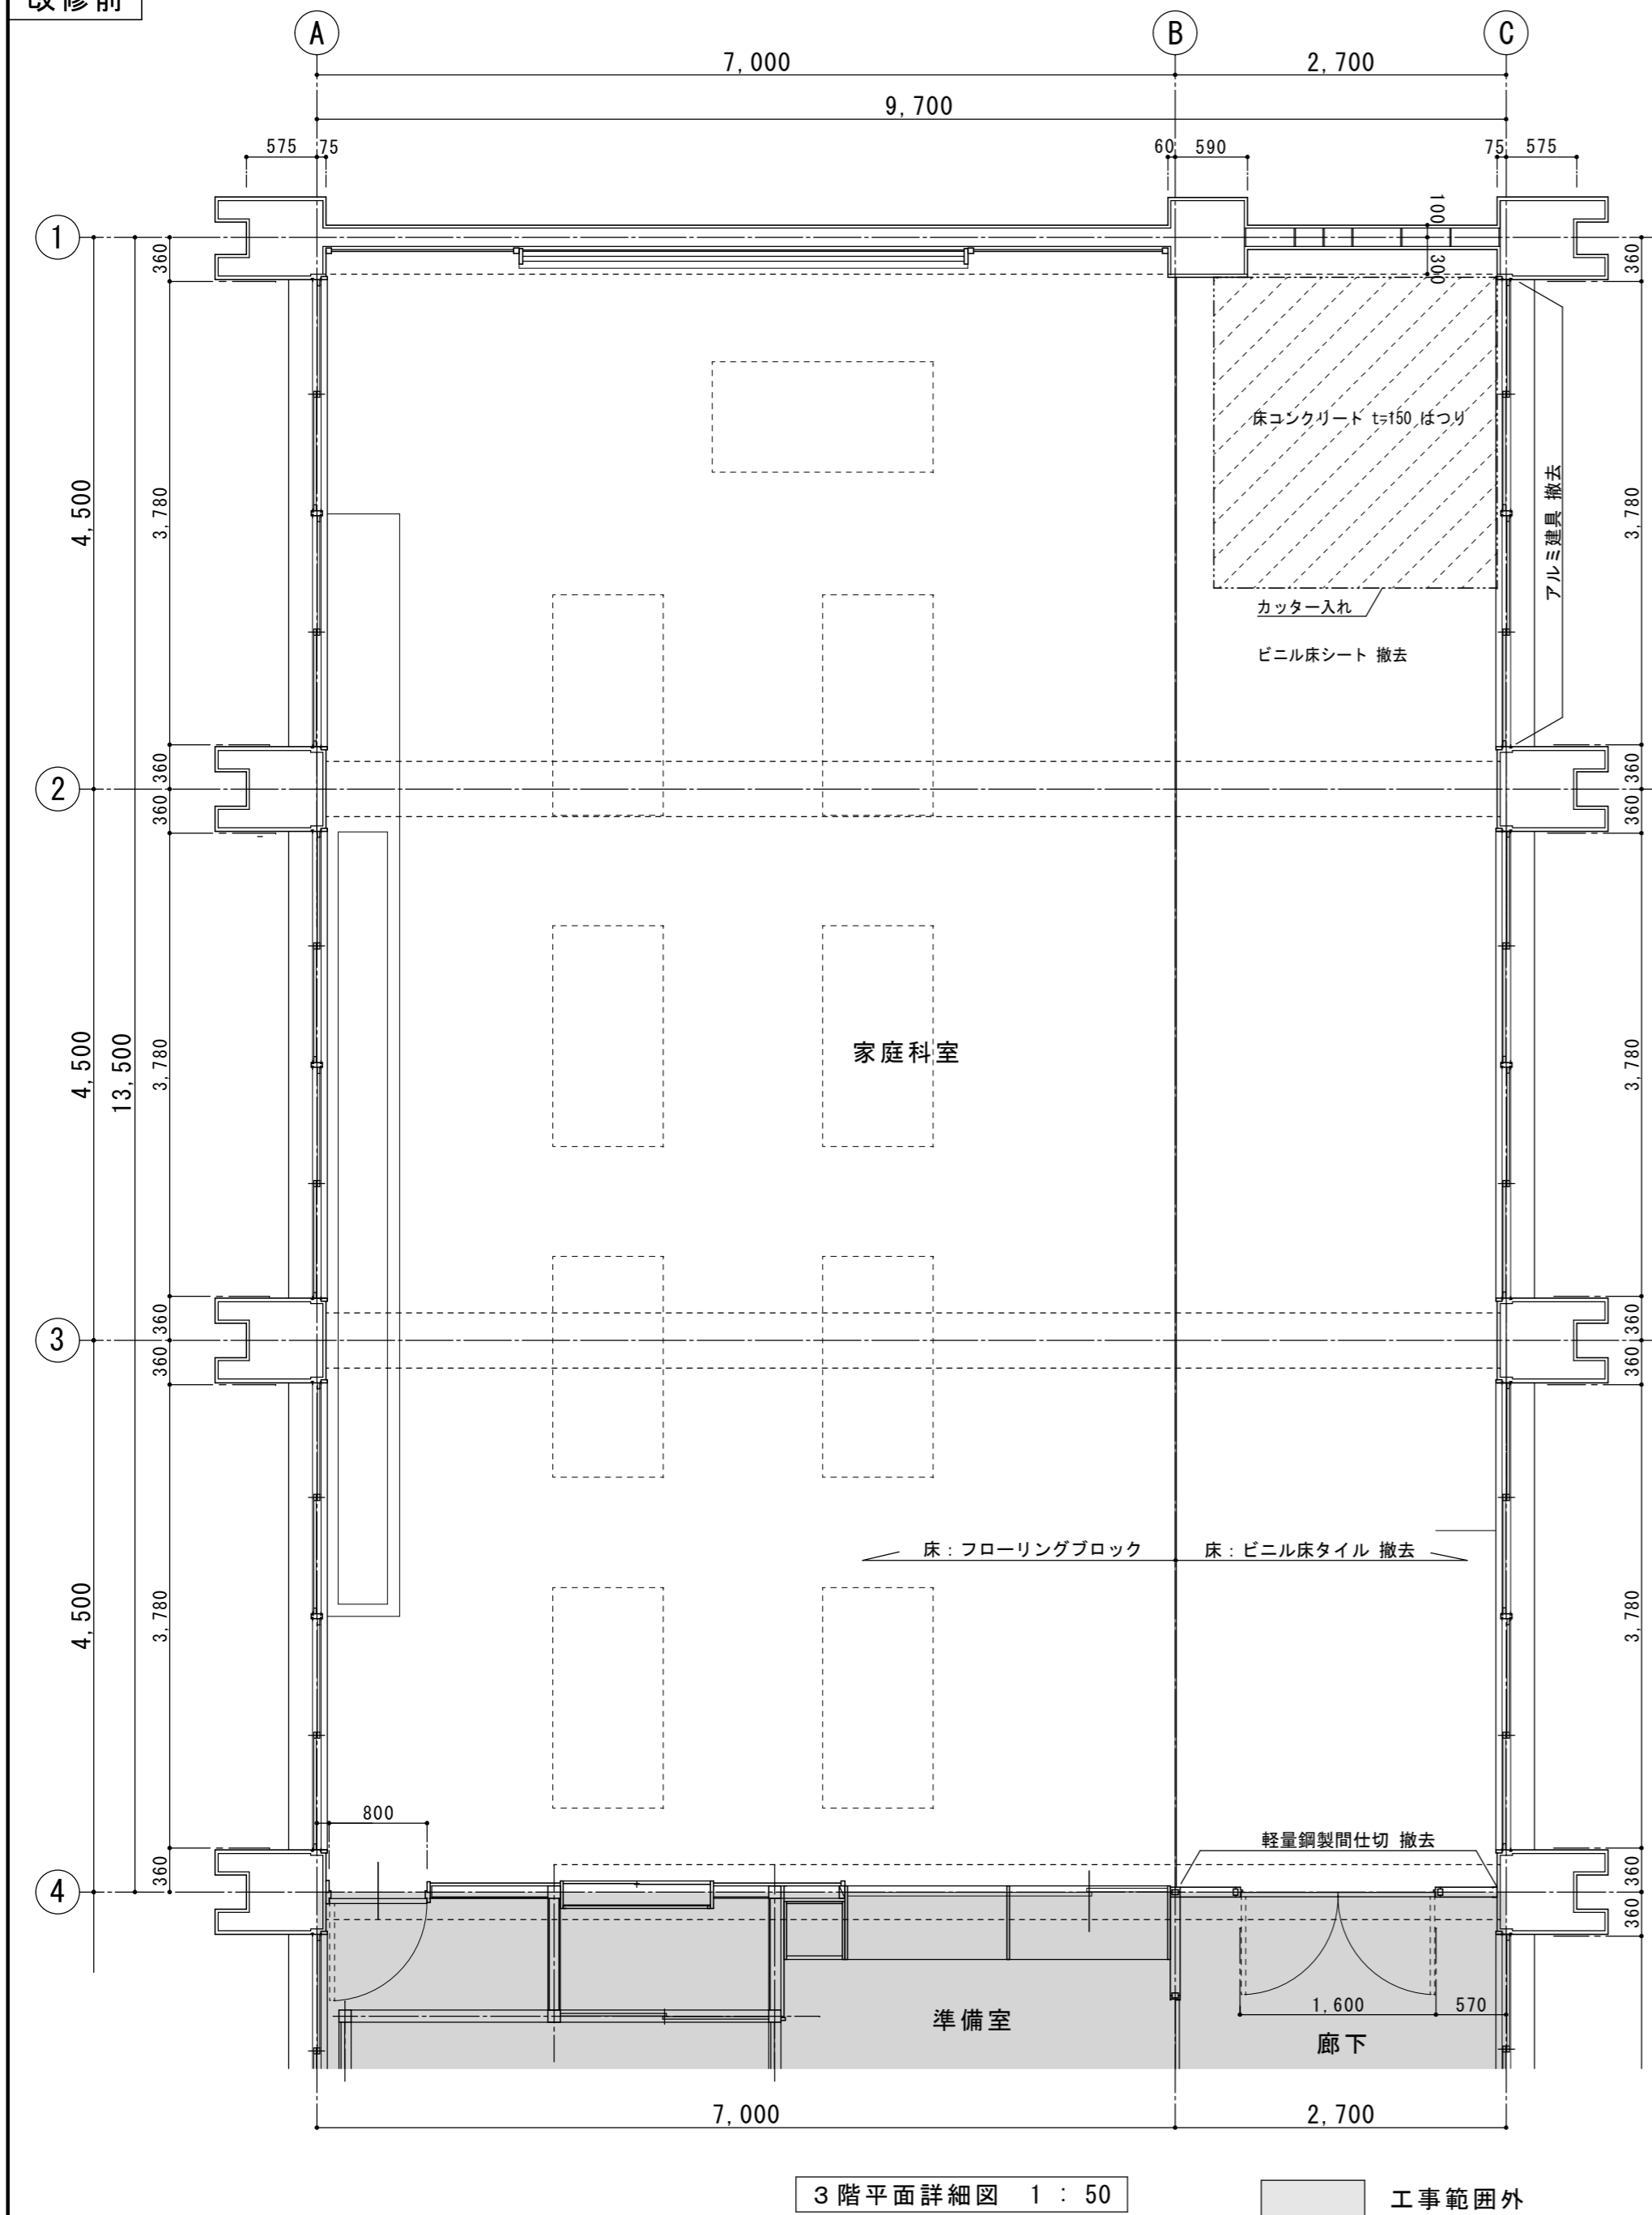 改修前
A B C
7,000 2,700
9,700
575 75 60 590 75 575
1
100
300
360 360
床コンクリート t=150 はつり
4,500 3,780 アルミ建具 撤去 3,780
カッター入れ
ビニル床シート 撤去
360 360
2
360 360
4,500 13,500 3,780 家庭科室 3,780
360 360
3
360 360
床：フローリングブロック 床：ビニル床タイル 撤去
4,500 3,780 3,780
800
軽量鋼製間仕切 撤去
360 360
4
360
1,600 570
準備室
廊下
7,000 2,700
3階平面詳細図 1 : 50
工事範囲外